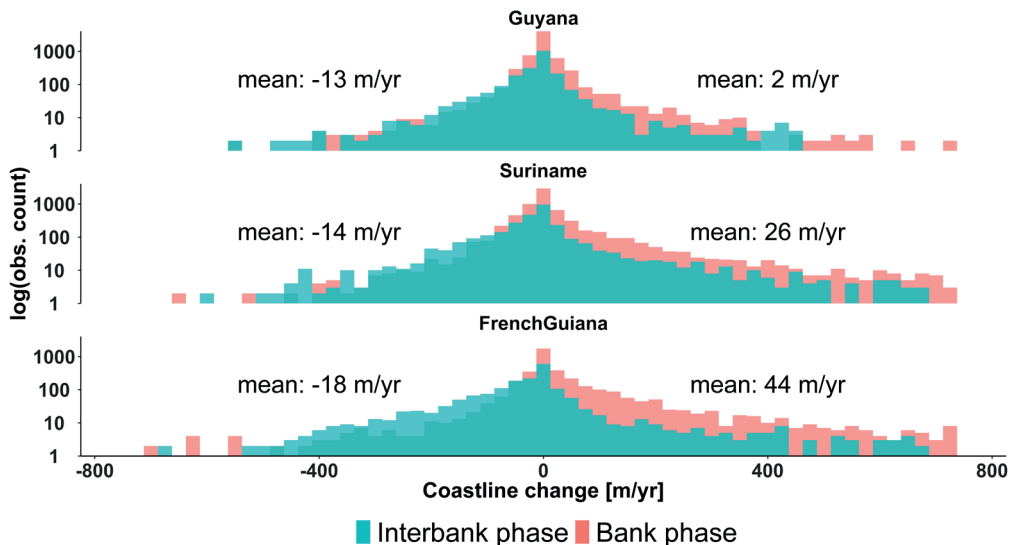 Guyana
1000
100
10
1
mean: -13 m/yr
mean: 2 m/yr
Suriname
1000
100
10
1
mean: -14 m/yr
mean: 26 m/yr
log(obs. count)
FrenchGuiana
1000
100
10
1
mean: -18 m/yr
mean: 44 m/yr
-800 -400 0 400 800
Coastline change [m/yr]
Interbank phase Bank phase